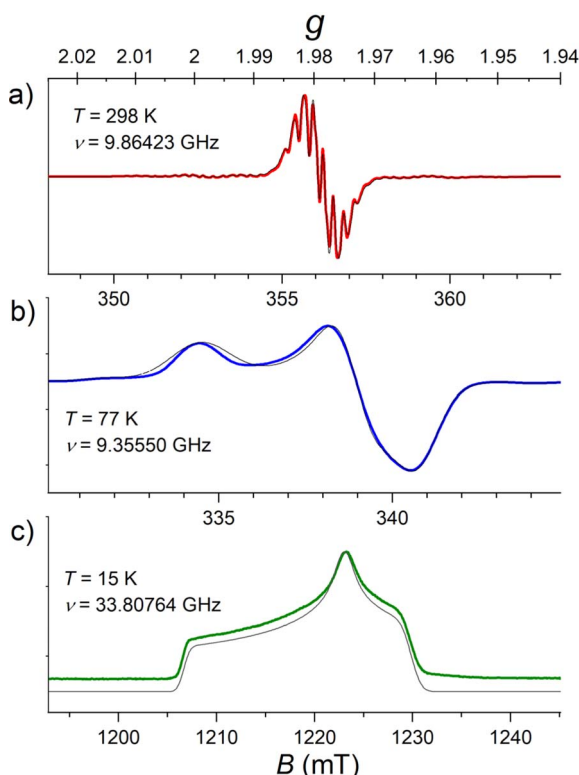 g
2.02 2.01 2 1.99 1.98 1.97 1.96 1.95 1.94
a)
T = 298 K
ν = 9.86423 GHz
350 355 360
b)
T = 77 K
ν = 9.35550 GHz
335 340
c)
T = 15 K
ν = 33.80764 GHz
1200 1210 1220 1230 1240
B (mT)